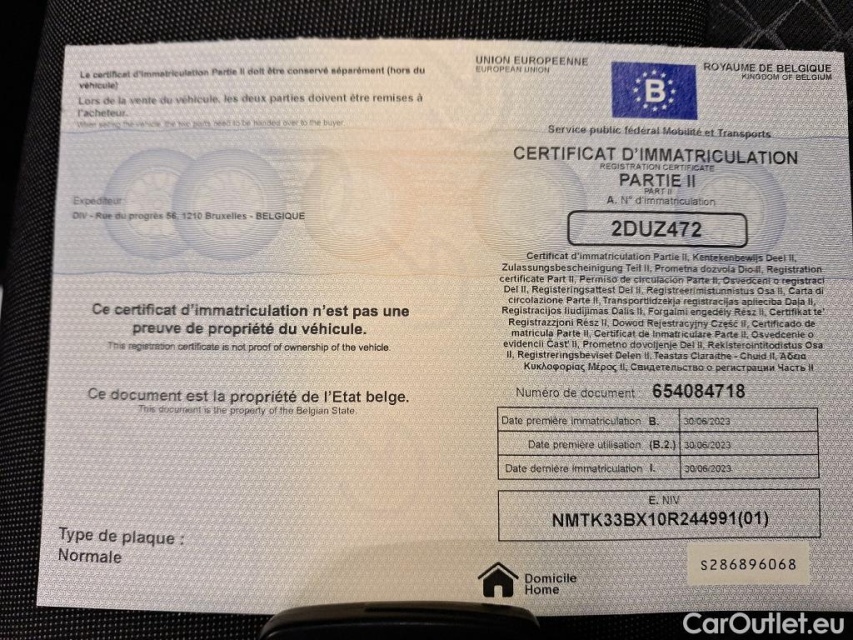 Le certificat d'immatriculation Partie II doit être conservé séparément (hors du
véhicule)
Lors de la vente du véhicule, les deux parties doivent être remises à
l'acheteur.
When selling the vehicle, the two parts need to be handed over to the buyer.
Expéditeur:
DIV - Rue du progrès 56, 1210 Bruxelles - BELGIQUE
Ce certificat d'immatriculation n'est pas une
preuve de propriété du véhicule.
This registration certificate is not proof of ownership of the vehicle.
Ce document est la propriété de l'Etat belge.
This document is the property of the Belgian State.
Type de plaque :
Normale
UNION EUROPEENNE
EUROPEAN UNION
B
ROYAUME DE BELGIQUE
KINGDOM OF BELGIUM
Service public fédéral Mobilité et Transports
CERTIFICAT D'IMMATRICULATION
REGISTRATION CERTIFICATE
PARTIE II
PART II
A. N° d'immatriculation
2DUZ472
Certificat d'immatriculation Partie II, Kentekenbewijs Deel II,
Zulassungsbescheinigung Teil II, Prometna dozvola Dio II, Registration
certificate Part II, Permiso de circulación Parte II, Osvedčení o registraci
Del II, Registreringsattest Del II, Registreerimistunnistus Osa II, Carta di
circolazione Parte II, Transportlīdzekļa reģistrācijas apliecība Daļa II,
Registracijos liudijimas Dalis II, Forgalmi engedély Rész II, Ċertifikat te'
Reġistrazzjoni Rész II, Dowód Rejestracyjny Część II, Certificado de
matrícula Parte II, Certificat de înmatriculare Parte II, Osvedčenie o
evidencii Časť II, Prometno dovoljenje Del II, Rekisteröintitodistus Osa
II, Registreringsbeviset Delen II, Teastas Cláraithe - Chuid II, Άδεια
Κυκλοφορίας Μέρος II, Свидетелство о регистрации Часть II
Numéro de document : 654084718
Date première immatriculation B. 30/06/2023
Date première utilisation (B.2.) 30/06/2023
Date dernière immatriculation I. 30/06/2023
E. NIV
NMTK33BX10R244991(01)
Domicile
Home
S286896068
CarOutlet.eu